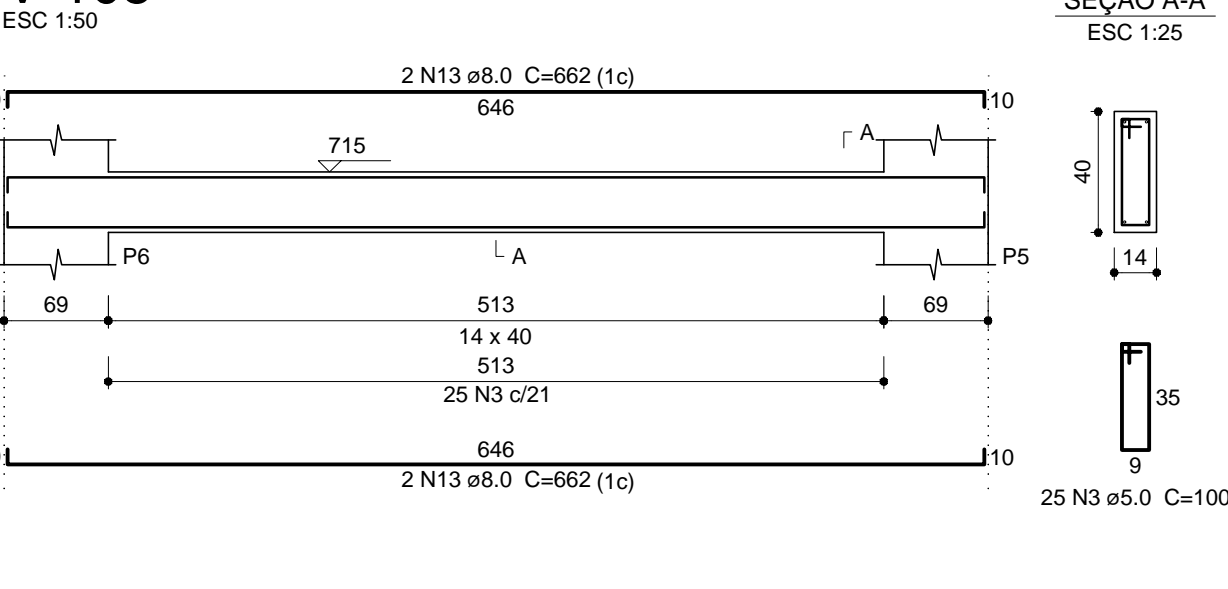 ESC 1:50
SEÇÃO A-A
ESC 1:25
2 N13 ø8.0 C=662 (1c)
646
10
715
A
40
P6
A
P5
14
69
513
69
14 x 40
513
25 N3 c/21
35
646
10
9
2 N13 ø8.0 C=662 (1c)
25 N3 ø5.0 C=100